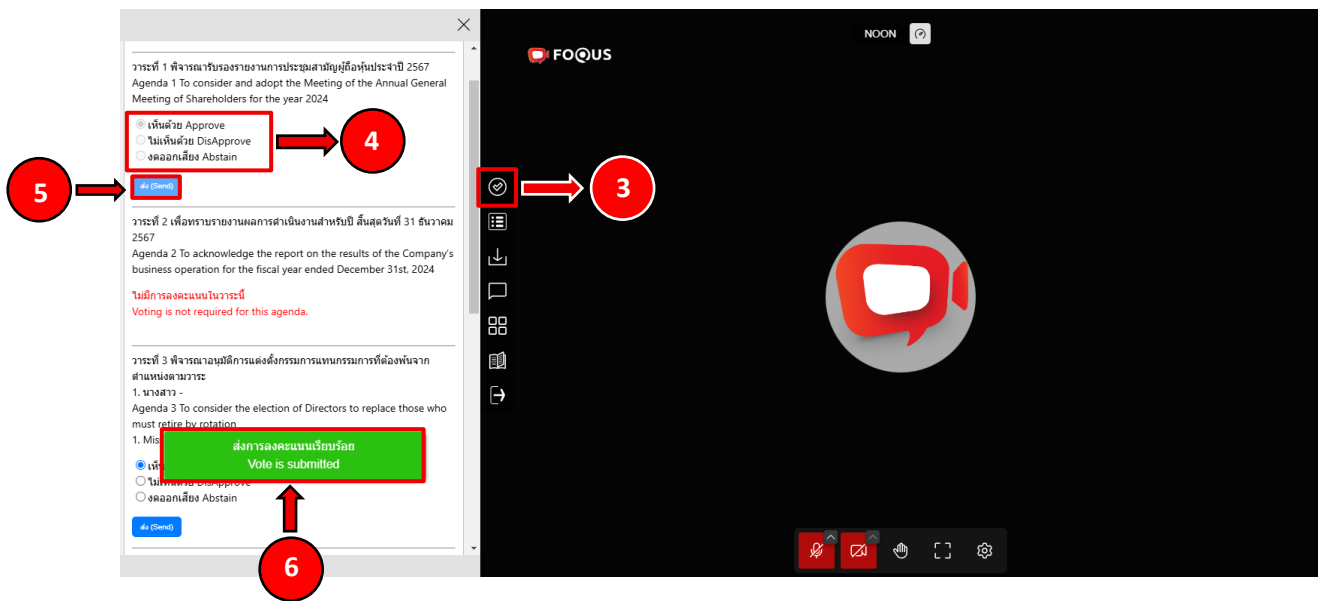 วาระที่ 1 พิจารณารับรองรายงานการประชุมสามัญผู้ถือหุ้นประจำปี 2567
Agenda 1 To consider and adopt the Meeting of the Annual General
Meeting of Shareholders for the year 2024
เห็นด้วย Approve
ไม่เห็นด้วย DisApprove
งดออกเสียง Abstain
4
5
ส่ง (Send)
วาระที่ 2 เพื่อทราบรายงานผลการดำเนินงานสำหรับปี สิ้นสุดวันที่ 31 ธันวาคม
2567
Agenda 2 To acknowledge the report on the results of the Company's
business operation for the fiscal year ended December 31st, 2024
ไม่มีการลงคะแนนในวาระนี้
Voting is not required for this agenda.
วาระที่ 3 พิจารณาอนุมัติการแต่งตั้งกรรมการแทนกรรมการที่ต้องพ้นจาก
ตำแหน่งตามวาระ
1. นางสาว -
Agenda 3 To consider the election of Directors to replace those who
must retire by rotation
1. Mis
ส่งการลงคะแนนเรียบร้อย
Vote is submitted
ไม่เห็นด้วย DisApprove
งดออกเสียง Abstain
ส่ง (Send)
6
FOQUS
NOON
3